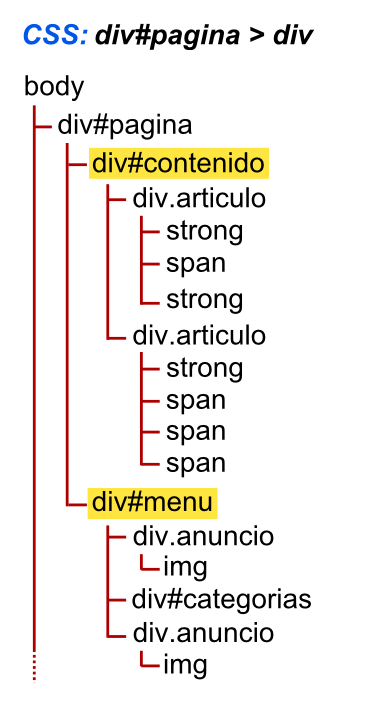 CSS: div#pagina > div
body
div#pagina
div#contenido
div.articulo
strong
span
strong
div.articulo
strong
span
span
span
div#menu
div.anuncio
img
div#categorias
div.anuncio
img